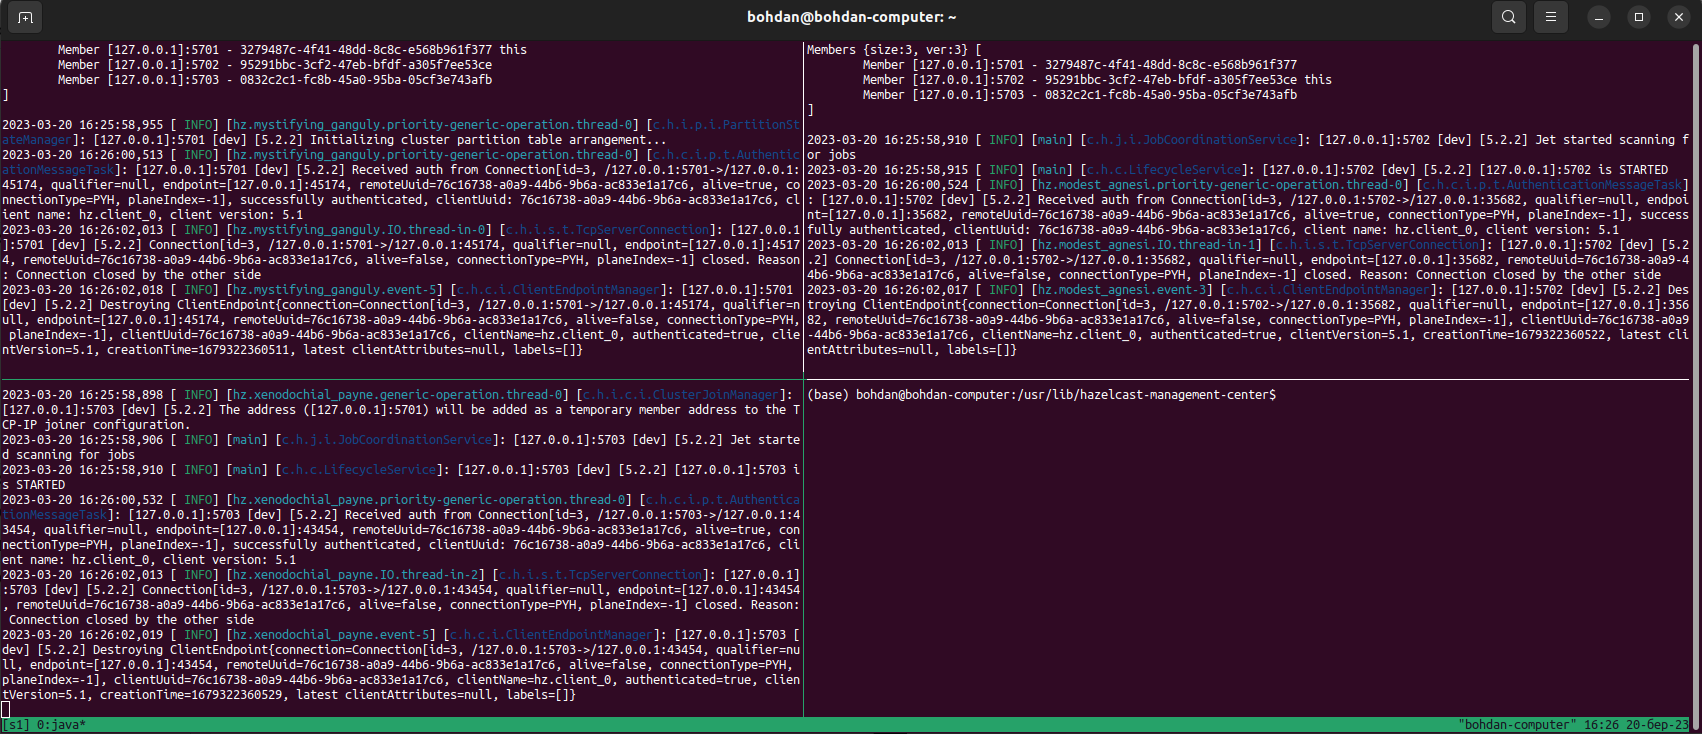 bohdan@bohdan-computer: ~
Member [127.0.0.1]:5701 - 3279487c-4f41-48dd-8c8c-e568b961f377 this
Member [127.0.0.1]:5702 - 95291bbc-3cf2-47eb-bfdf-a305f7ee53ce
Member [127.0.0.1]:5703 - 0832c2c1-fc8b-45a0-95ba-05cf3e743afb
]
2023-03-20 16:25:58,955 [ INFO] [hz.mystifying_ganguly.priority-generic-operation.thread-0] [c.h.i.p.i.PartitionSt
ateManager]: [127.0.0.1]:5701 [dev] [5.2.2] Initializing cluster partition table arrangement...
2023-03-20 16:26:00,513 [ INFO] [hz.mystifying_ganguly.priority-generic-operation.thread-0] [c.h.c.i.p.t.Authentic
ationMessageTask]: [127.0.0.1]:5701 [dev] [5.2.2] Received auth from Connection[id=3, /127.0.0.1:5701->/127.0.0.1:
45174, qualifier=null, endpoint=[127.0.0.1]:45174, remoteUuid=76c16738-a0a9-44b6-9b6a-ac833e1a17c6, alive=true, co
nnectionType=PYH, planeIndex=-1], successfully authenticated, clientUuid: 76c16738-a0a9-44b6-9b6a-ac833e1a17c6, cl
ient name: hz.client_0, client version: 5.1
2023-03-20 16:26:02,013 [ INFO] [hz.mystifying_ganguly.IO.thread-in-0] [c.h.i.s.t.TcpServerConnection]: [127.0.0.1
]:5701 [dev] [5.2.2] Connection[id=3, /127.0.0.1:5701->/127.0.0.1:45174, qualifier=null, endpoint=[127.0.0.1]:4517
4, remoteUuid=76c16738-a0a9-44b6-9b6a-ac833e1a17c6, alive=false, connectionType=PYH, planeIndex=-1] closed. Reason
: Connection closed by the other side
2023-03-20 16:26:02,018 [ INFO] [hz.mystifying_ganguly.event-5] [c.h.c.i.ClientEndpointManager]: [127.0.0.1]:5701 
[dev] [5.2.2] Destroying ClientEndpoint{connection=Connection[id=3, /127.0.0.1:5701->/127.0.0.1:45174, qualifier=n
ull, endpoint=[127.0.0.1]:45174, remoteUuid=76c16738-a0a9-44b6-9b6a-ac833e1a17c6, alive=false, connectionType=PYH,
planeIndex=-1], clientUuid=76c16738-a0a9-44b6-9b6a-ac833e1a17c6, clientName=hz.client_0, authenticated=true, clie
ntVersion=5.1, creationTime=1679322360511, latest clientAttributes=null, labels=[]}
Members {size:3, ver:3} [
Member [127.0.0.1]:5701 - 3279487c-4f41-48dd-8c8c-e568b961f377
Member [127.0.0.1]:5702 - 95291bbc-3cf2-47eb-bfdf-a305f7ee53ce this
Member [127.0.0.1]:5703 - 0832c2c1-fc8b-45a0-95ba-05cf3e743afb
]
2023-03-20 16:25:58,910 [ INFO] [main] [c.h.j.i.JobCoordinationService]: [127.0.0.1]:5702 [dev] [5.2.2] Jet started scanning f
or jobs
2023-03-20 16:25:58,915 [ INFO] [main] [c.h.c.LifecycleService]: [127.0.0.1]:5702 [dev] [5.2.2] [127.0.0.1]:5702 is STARTED
2023-03-20 16:26:00,524 [ INFO] [hz.modest_agnesi.priority-generic-operation.thread-0] [c.h.c.i.p.t.AuthenticationMessageTask]
: [127.0.0.1]:5702 [dev] [5.2.2] Received auth from Connection[id=3, /127.0.0.1:5702->/127.0.0.1:35682, qualifier=null, endpoi
nt=[127.0.0.1]:35682, remoteUuid=76c16738-a0a9-44b6-9b6a-ac833e1a17c6, alive=true, connectionType=PYH, planeIndex=-1], success
fully authenticated, clientUuid: 76c16738-a0a9-44b6-9b6a-ac833e1a17c6, client name: hz.client_0, client version: 5.1
2023-03-20 16:26:02,013 [ INFO] [hz.modest_agnesi.IO.thread-in-1] [c.h.i.s.t.TcpServerConnection]: [127.0.0.1]:5702 [dev] [5.2
.2] Connection[id=3, /127.0.0.1:5702->/127.0.0.1:35682, qualifier=null, endpoint=[127.0.0.1]:35682, remoteUuid=76c16738-a0a9-4
4b6-9b6a-ac833e1a17c6, alive=false, connectionType=PYH, planeIndex=-1] closed. Reason: Connection closed by the other side
2023-03-20 16:26:02,017 [ INFO] [hz.modest_agnesi.event-3] [c.h.c.i.ClientEndpointManager]: [127.0.0.1]:5702 [dev] [5.2.2] Des
troying ClientEndpoint{connection=Connection[id=3, /127.0.0.1:5702->/127.0.0.1:35682, qualifier=null, endpoint=[127.0.0.1]:356
82, remoteUuid=76c16738-a0a9-44b6-9b6a-ac833e1a17c6, alive=false, connectionType=PYH, planeIndex=-1], clientUuid=76c16738-a0a9
-44b6-9b6a-ac833e1a17c6, clientName=hz.client_0, authenticated=true, clientVersion=5.1, creationTime=1679322360522, latest cli
entAttributes=null, labels=[]}
2023-03-20 16:25:58,898 [ INFO] [hz.xenodochial_payne.generic-operation.thread-0] [c.h.i.c.i.ClusterJoinManager]: 
[127.0.0.1]:5703 [dev] [5.2.2] The address ([127.0.0.1]:5701) will be added as a temporary member address to the T
CP-IP joiner configuration.
2023-03-20 16:25:58,906 [ INFO] [main] [c.h.j.i.JobCoordinationService]: [127.0.0.1]:5703 [dev] [5.2.2] Jet starte
d scanning for jobs
2023-03-20 16:25:58,910 [ INFO] [main] [c.h.c.LifecycleService]: [127.0.0.1]:5703 [dev] [5.2.2] [127.0.0.1]:5703 i
s STARTED
2023-03-20 16:26:00,532 [ INFO] [hz.xenodochial_payne.priority-generic-operation.thread-0] [c.h.c.i.p.t.Authentica
tionMessageTask]: [127.0.0.1]:5703 [dev] [5.2.2] Received auth from Connection[id=3, /127.0.0.1:5703->/127.0.0.1:4
3454, qualifier=null, endpoint=[127.0.0.1]:43454, remoteUuid=76c16738-a0a9-44b6-9b6a-ac833e1a17c6, alive=true, con
nectionType=PYH, planeIndex=-1], successfully authenticated, clientUuid: 76c16738-a0a9-44b6-9b6a-ac833e1a17c6, cli
ent name: hz.client_0, client version: 5.1
2023-03-20 16:26:02,013 [ INFO] [hz.xenodochial_payne.IO.thread-in-2] [c.h.i.s.t.TcpServerConnection]: [127.0.0.1]
:5703 [dev] [5.2.2] Connection[id=3, /127.0.0.1:5703->/127.0.0.1:43454, qualifier=null, endpoint=[127.0.0.1]:43454
, remoteUuid=76c16738-a0a9-44b6-9b6a-ac833e1a17c6, alive=false, connectionType=PYH, planeIndex=-1] closed. Reason:
Connection closed by the other side
2023-03-20 16:26:02,019 [ INFO] [hz.xenodochial_payne.event-5] [c.h.c.i.ClientEndpointManager]: [127.0.0.1]:5703 [
dev] [5.2.2] Destroying ClientEndpoint{connection=Connection[id=3, /127.0.0.1:5703->/127.0.0.1:43454, qualifier=nu
ll, endpoint=[127.0.0.1]:43454, remoteUuid=76c16738-a0a9-44b6-9b6a-ac833e1a17c6, alive=false, connectionType=PYH, 
planeIndex=-1], clientUuid=76c16738-a0a9-44b6-9b6a-ac833e1a17c6, clientName=hz.client_0, authenticated=true, clien
tVersion=5.1, creationTime=1679322360529, latest clientAttributes=null, labels=[]}
(base) bohdan@bohdan-computer:/usr/lib/hazelcast-management-center$
[s1] 0:java* "bohdan-computer" 16:26 20-бер-23